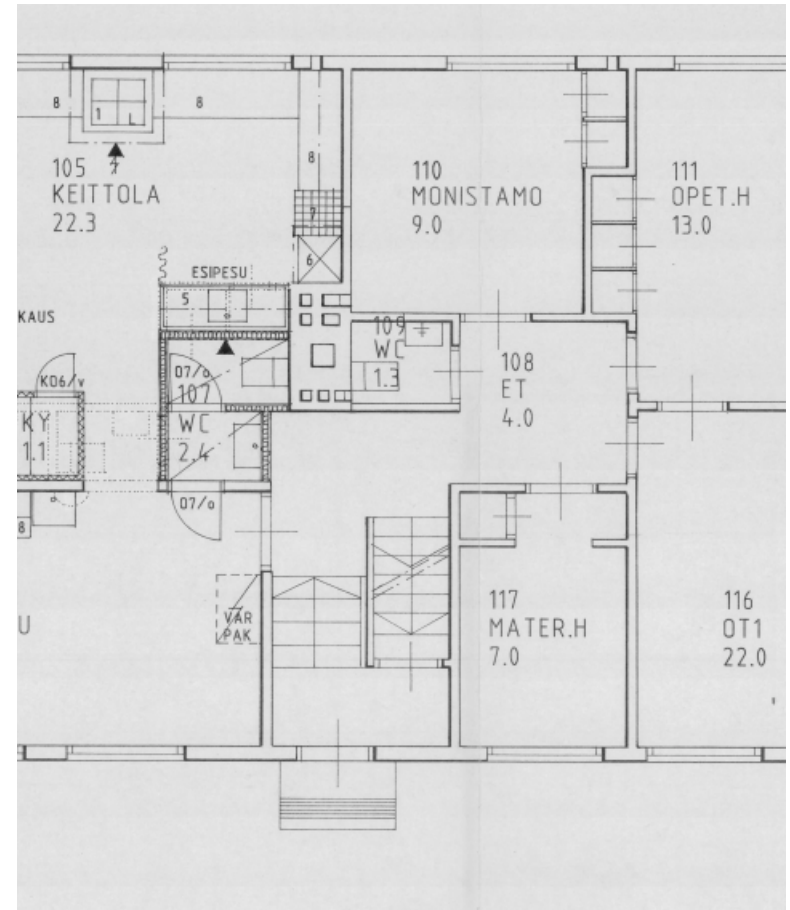 8
8
1
L
8
105
KEITTOLA
22.3
110
MONISTAMO
9.0
111
OPET.H
13.0
7
6
ESIPESU
5
KAUS
109
WC
1.3
108
ET
4.0
K06/v
07/a
107
WC
2.4
KY
1.1
07/a
8
U
VAR
PAK
117
MATER.H
7.0
116
OT1
22.0